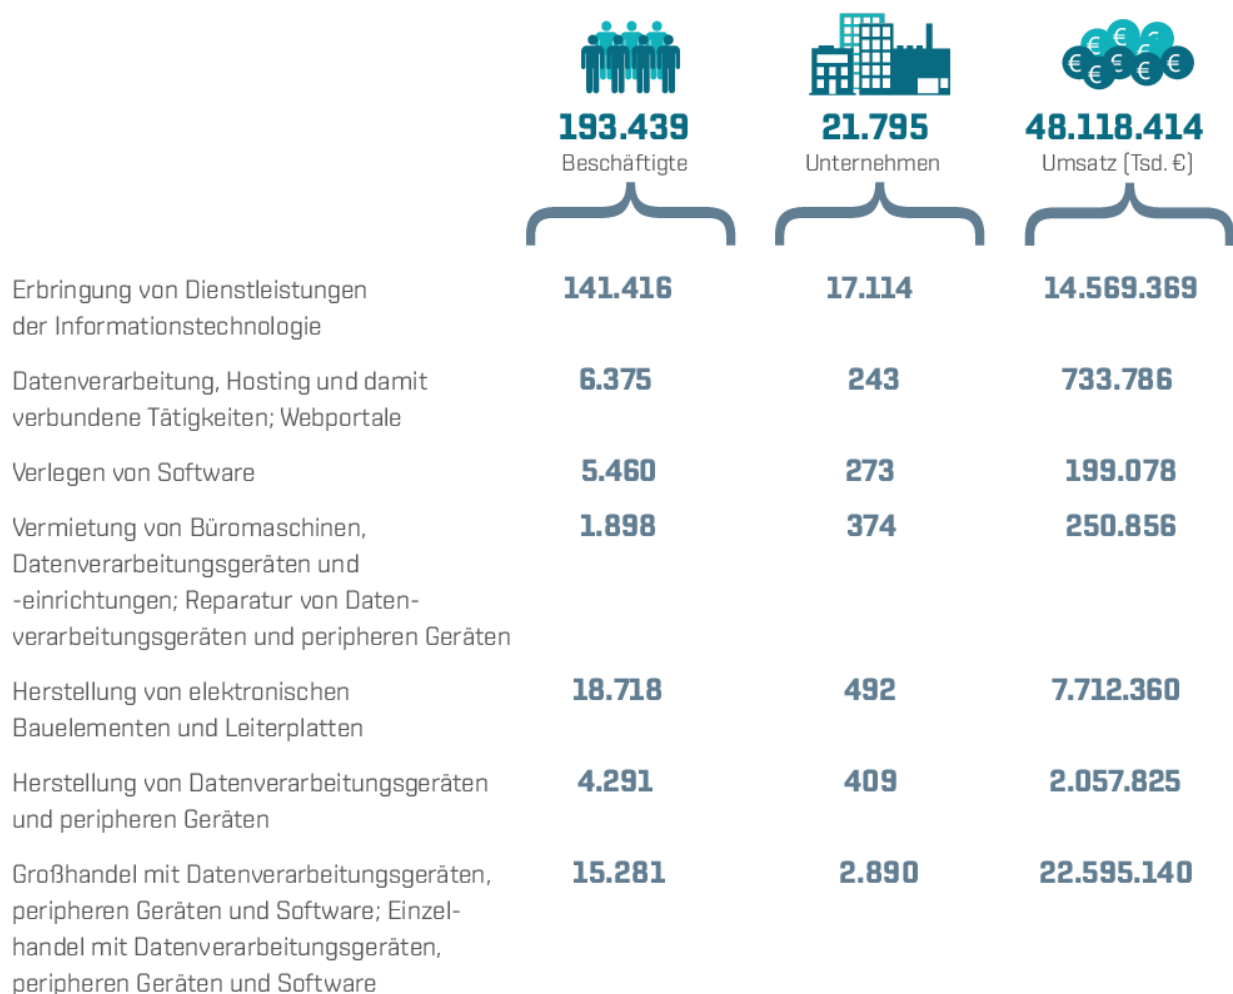 193.439 21.795 48.118.414
Beschäftigte Unternehmen Umsatz (Tsd. €)
Erbringung von Dienstleistungen 141.416 17.114 14.569.369
der Informationstechnologie
Datenverarbeitung, Hosting und damit 6.375 243 733.786
verbundene Tätigkeiten; Webportale
Verlegen von Software 5.460 273 199.078
Vermietung von Büromaschinen, 1.898 374 250.856
Datenverarbeitungsgeräten und
-einrichtungen; Reparatur von Daten-
verarbeitungsgeräten und peripheren Geräten
Herstellung von elektronischen 18.718 492 7.712.360
Bauelementen und Leiterplatten
Herstellung von Datenverarbeitungsgeräten 4.291 409 2.057.825
und peripheren Geräten
Großhandel mit Datenverarbeitungsgeräten, 15.281 2.890 22.595.140
peripheren Geräten und Software; Einzel-
handel mit Datenverarbeitungsgeräten,
peripheren Geräten und Software